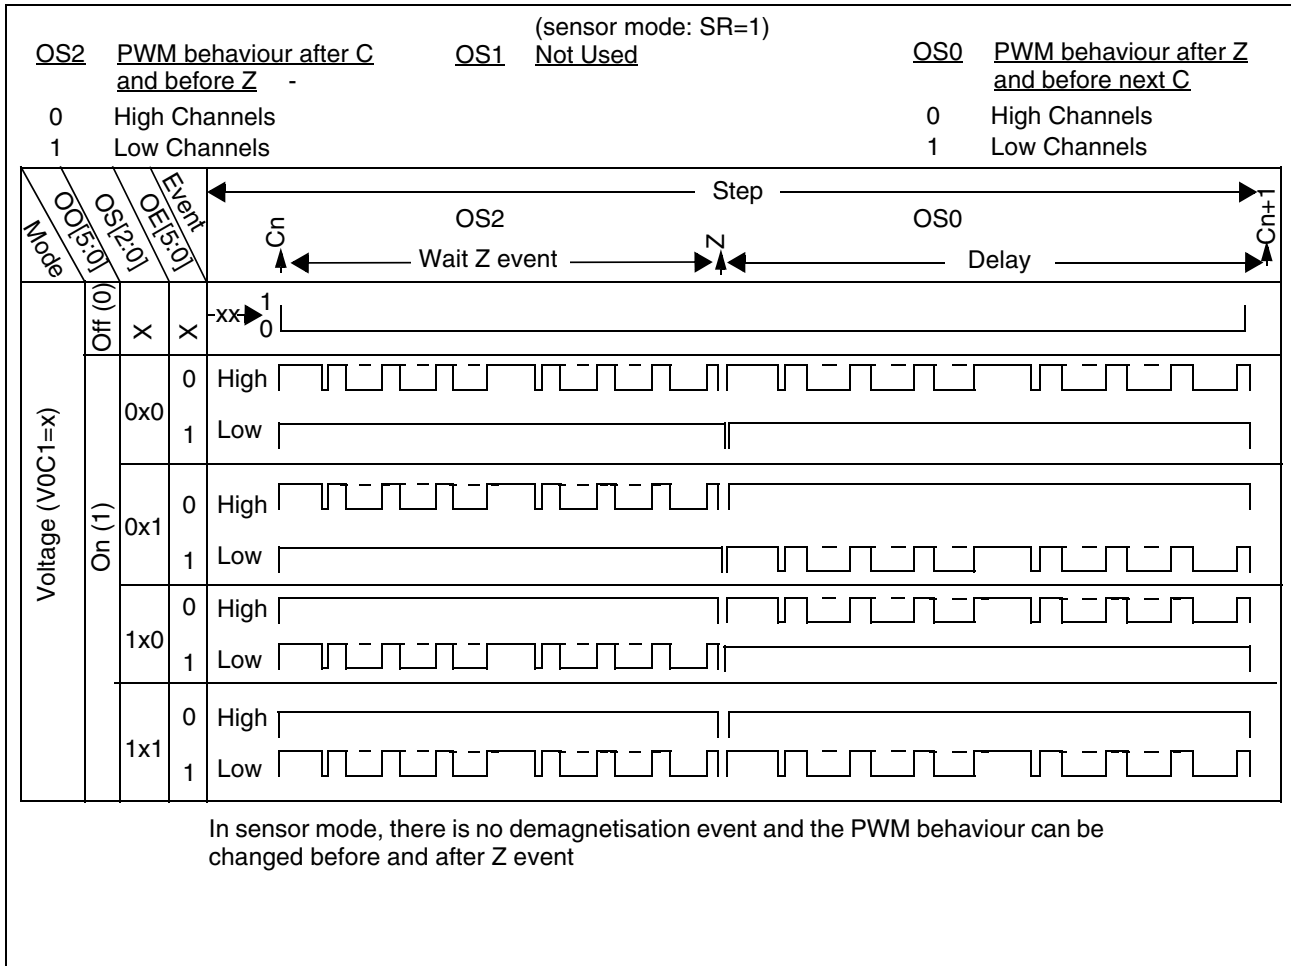 (sensor mode: SR=1)
OS2 PWM behaviour after C and before Z -
0 High Channels
1 Low Channels
OS1 Not Used
OS0 PWM behaviour after Z and before next C
0 High Channels
1 Low Channels
Mode
OO[5:0]
OS[2:0]
OE[5:0]
Event
Step
Cn
OS2
Wait Z event
Z
OS0
Delay
Cn+1
Voltage (V0C1=x)
Off (0)
X
X
xx
1
0
On (1)
0x0
0 High
1 Low
0x1
0 High
1 Low
1x0
0 High
1 Low
1x1
0 High
1 Low
In sensor mode, there is no demagnetisation event and the PWM behaviour can be
changed before and after Z event